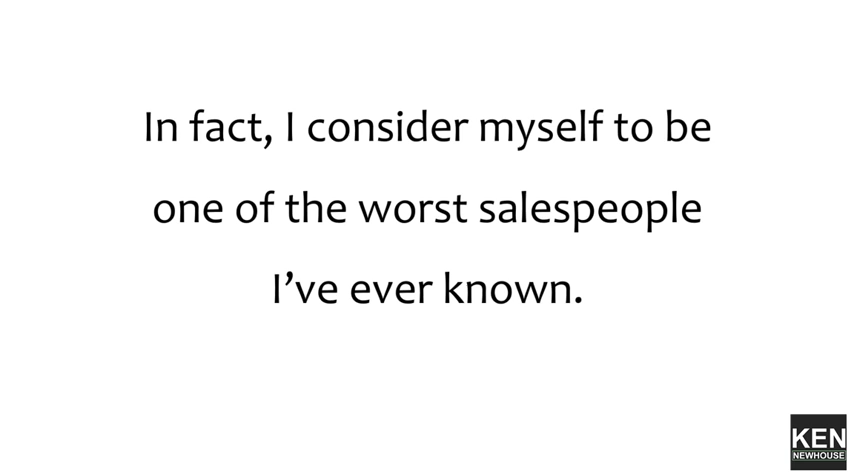 In fact, I consider myself to be
one of the worst salespeople
I’ve ever known.
KEN
NEWHOUSE